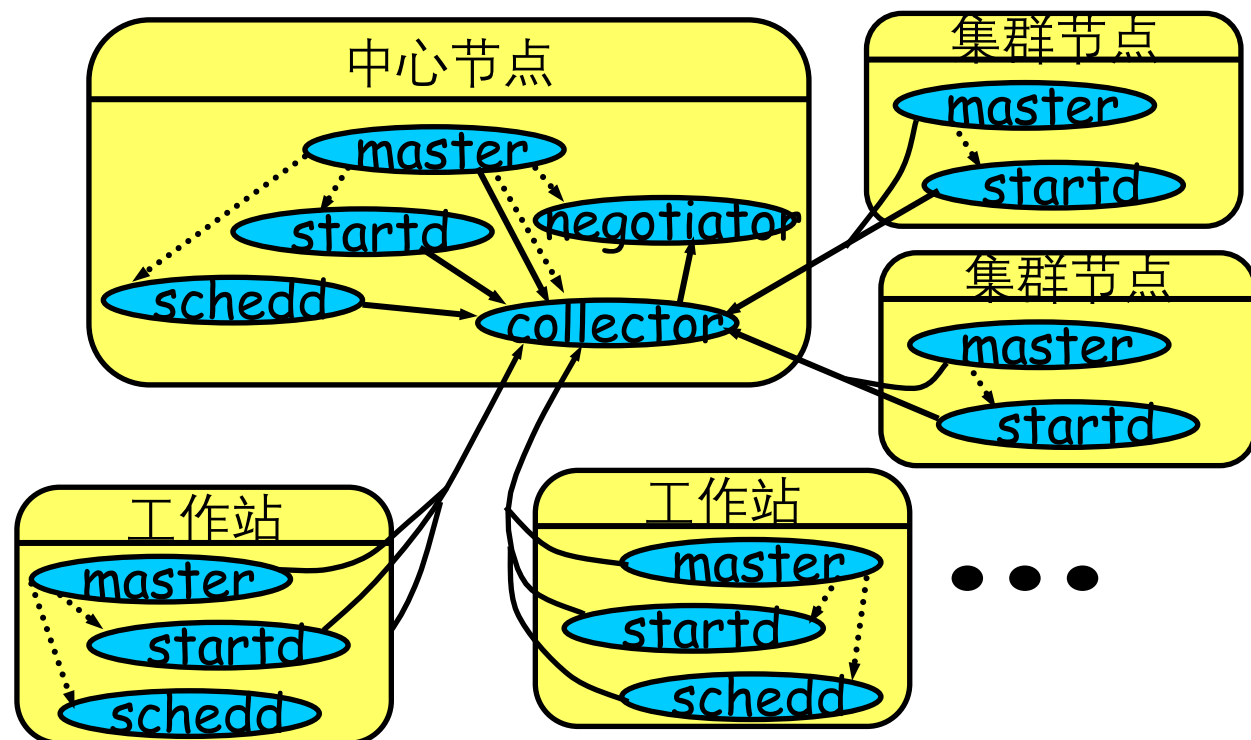 中心节点
master
startd
negotiator
schedd
collector
集群节点
master
startd
集群节点
master
startd
工作站
master
startd
schedd
工作站
master
startd
schedd